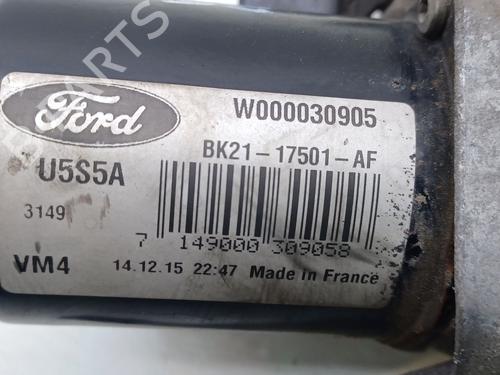 Ford
W000030905
BK21-17501-AF
U5S5A
3149
7 149000 309058
VM4 14.12.15 22:47 Made in France